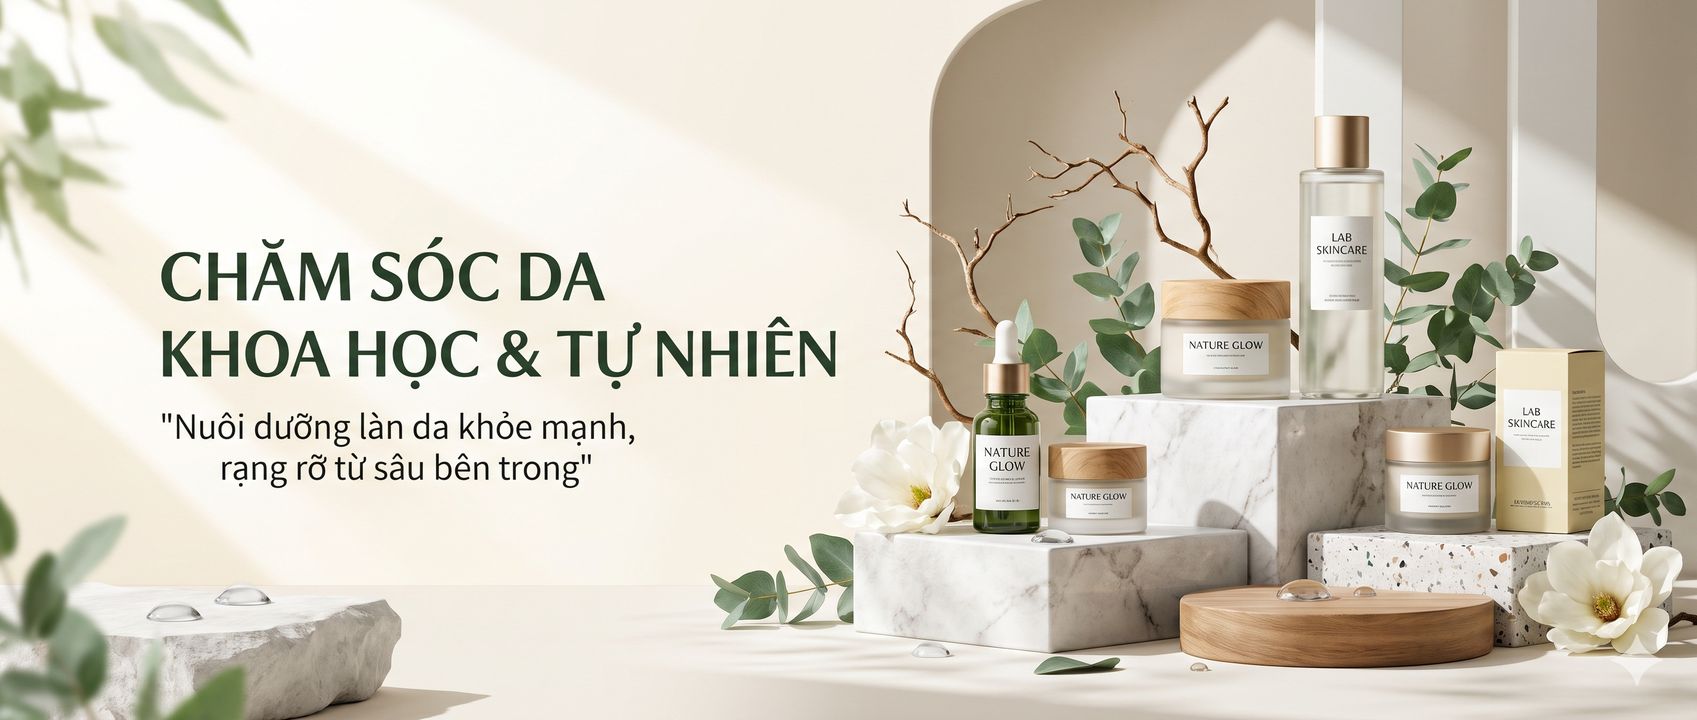 CHĂM SÓC DA
KHOA HỌC & TỰ NHIÊN
"Nuôi dưỡng làn da khỏe mạnh,
rạng rỡ từ sâu bên trong"
NATURE
GLOW
NATURE GLOW
NATURE GLOW
LAB
SKINCARE
NATURE GLOW
LAB
SKINCARE